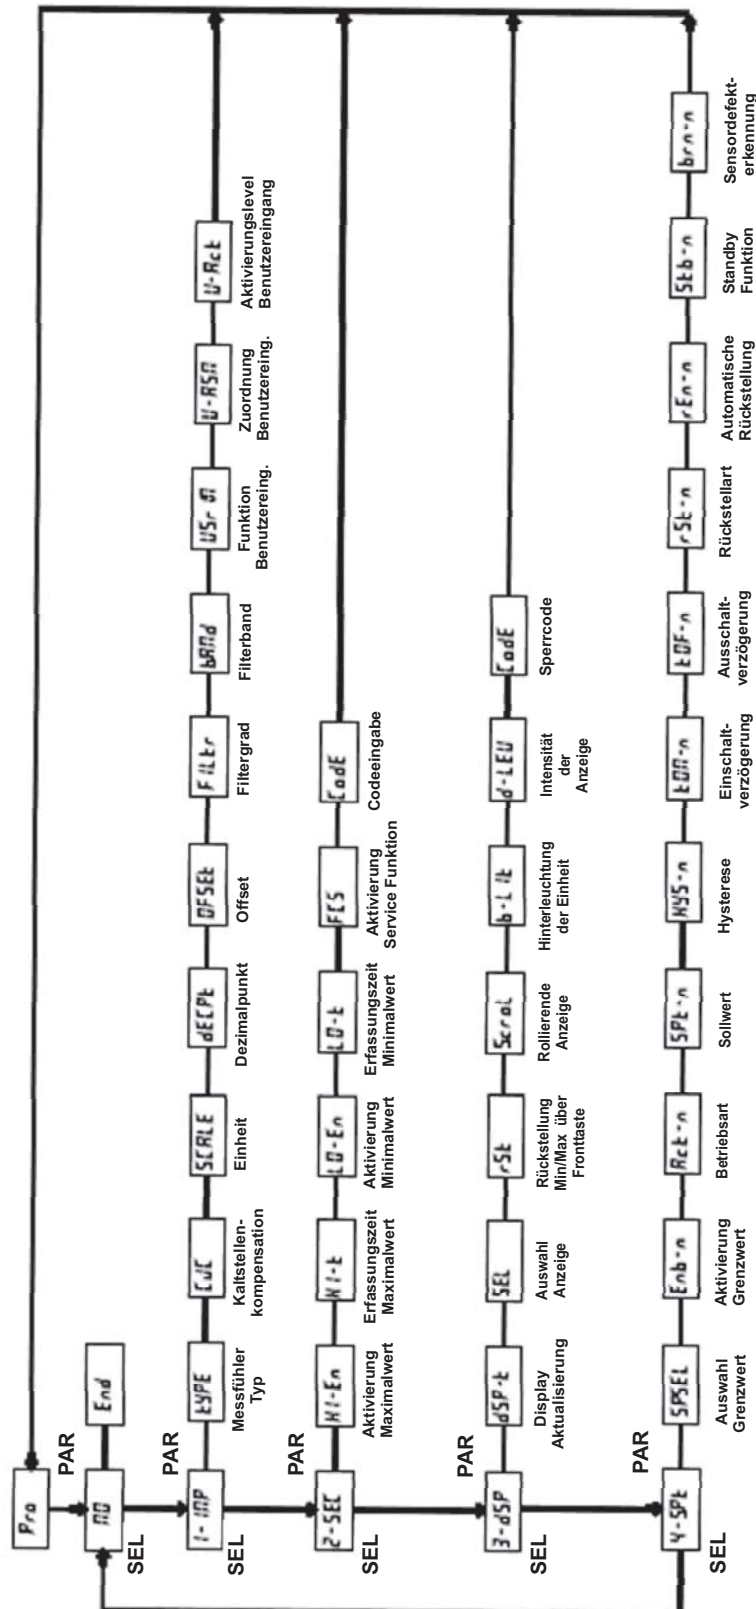 Pro
PAR
NO
End
SEL
PAR
1-INP
tYPE
CJC
SCALE
dECPt
OFSEt
FILtr
bANd
USr IN
U-ASN
U-Act
SEL
Messfühler
Typ
Kaltstellen-
kompensation
Einheit
Dezimalpunkt
Offset
Filtergrad
Filterband
Funktion
Benutzereing.
Zuordnung
Benutzereing.
Aktivierungslevel
Benutzereingang
PAR
2-SEC
HI-En
HI-t
LO-En
LO-t
FCS
CodE
SEL
Aktivierung
Maximalwert
Erfassungszeit
Maximalwert
Aktivierung
Minimalwert
Erfassungszeit
Minimalwert
Aktivierung
Service Funktion
Codeeingabe
PAR
3-dSP
dSP-t
SEL
rSt
Scrol
b-LIt
d-LEV
CodE
SEL
Display
Aktualisierung
Auswahl
Anzeige
Rückstellung
Min/Max über
Fronttaste
Rollierende
Anzeige
Hinterleuchtung
der Einheit
Intensität
der
Anzeige
Sperrcode
PAR
4-SPt
SPSEL
Enb-n
Act-n
SPt-n
HYS-n
tON-n
tOF-n
rSt-n
rEn-n
Stb-n
brn-n
SEL
Auswahl
Grenzwert
Aktivierung
Grenzwert
Betriebsart
Sollwert
Hysterese
Einschalt-
verzögerung
Ausschalt-
verzögerung
Rückstellart
Automatische
Rückstellung
Standby
Funktion
Sensordefekt-
erkennung